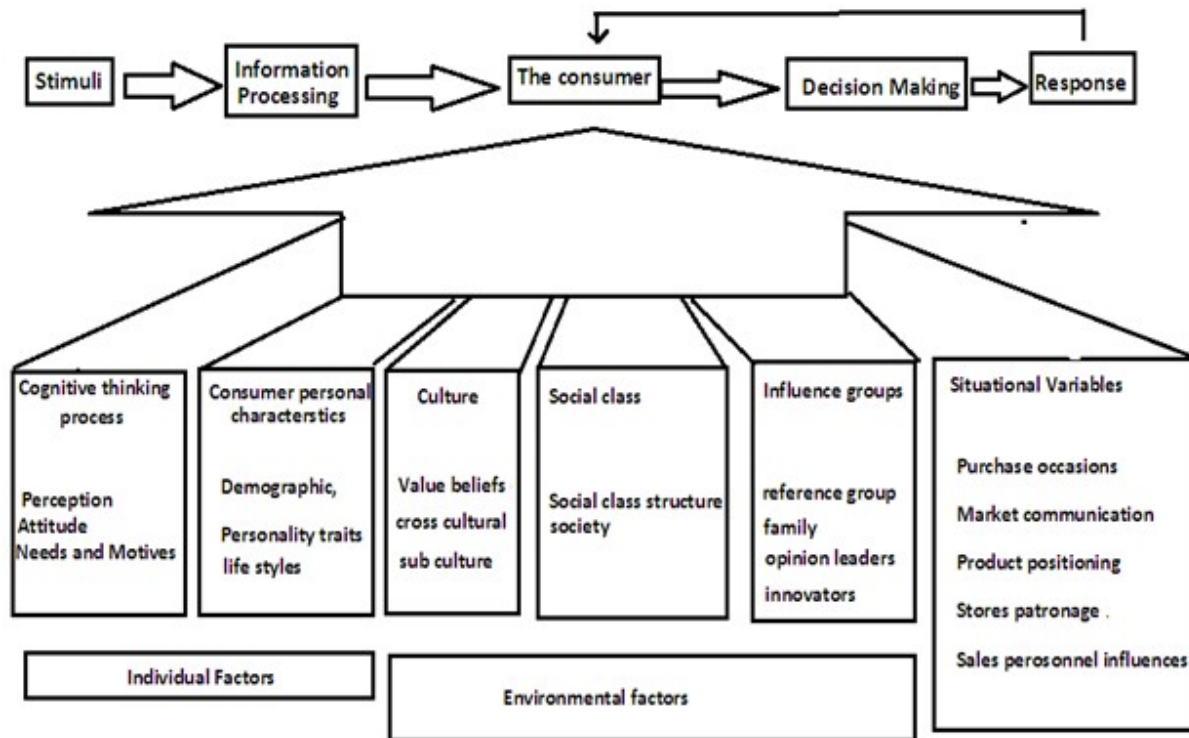 Stimuli
Information
Processing
The consumer
Decision Making
Response
Cognitive thinking
process
Perception
Attitude
Needs and Motives
Consumer personal
characterstics
Demographic,
Personality traits
life styles
Culture
Value beliefs
cross cultural
sub culture
Social class
Social class structure
society
Influence groups
reference group
family
opinion leaders
innovators
Situational Variables
Purchase occasions
Market communication
Product positioning
Stores patronage .
Sales perosonnel influences
Individual Factors
Environmental factors